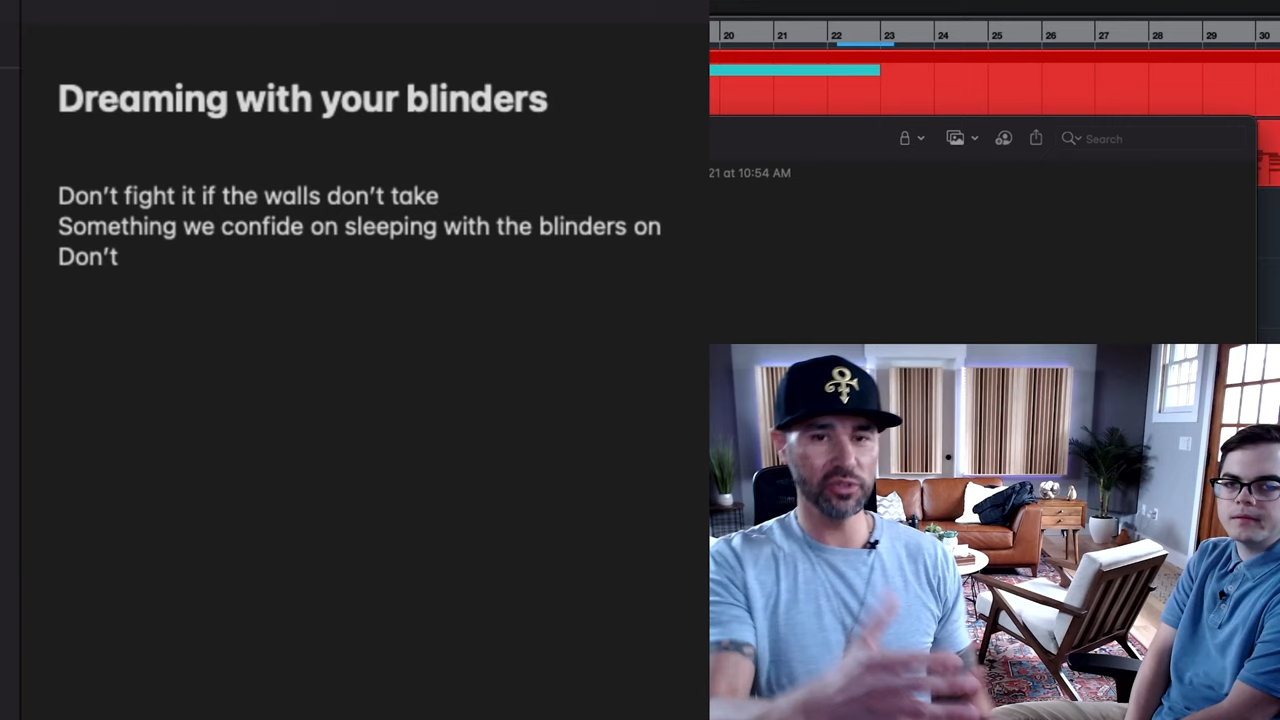 Dreaming with your blinders
Don't fight it if the walls don't take
Something we confide on sleeping with the blinders on
Don't
20 21 22 23 24 25 26 27 28 29 30
Search
21 at 10:54 AM